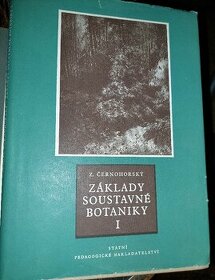 Z. ČERNOHORSKÝ
ZÁKLADY
SOUSTAVNÉ
BOTANIKY
I
STÁTNÍ
PEDAGOGICKÉ NAKLADATELSTVÍ